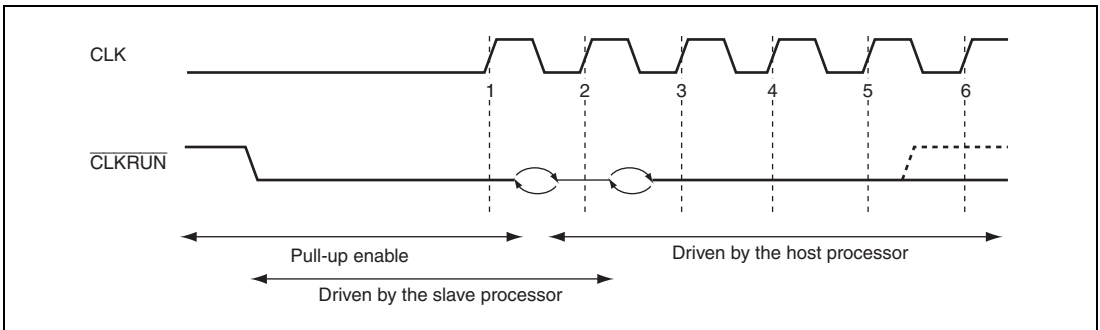 CLK
1 2 3 4 5 6
CLKRUN
Pull-up enable
Driven by the host processor
Driven by the slave processor